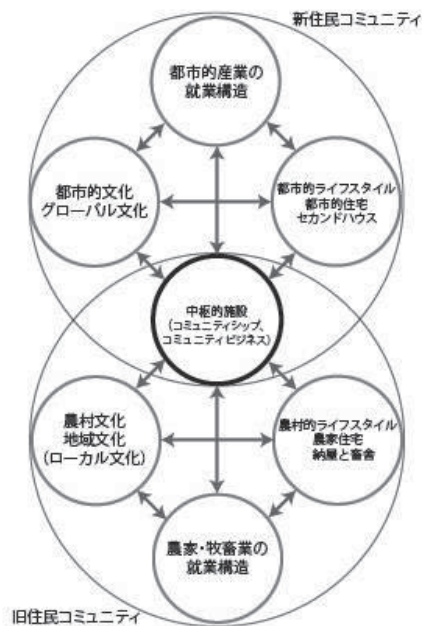 新住民コミュニティ
都市的産業の
就業構造
都市的文化
グローバル文化
都市的ライフスタイル
都市的住宅
セカンドハウス
中枢的施設
(コミュニティシップ、
コミュニティビジネス)
農村文化
地域文化
(ローカル文化)
農村的ライフスタイル
農家住宅
納屋と畜舎
農家・牧畜業の
就業構造
旧住民コミュニティ